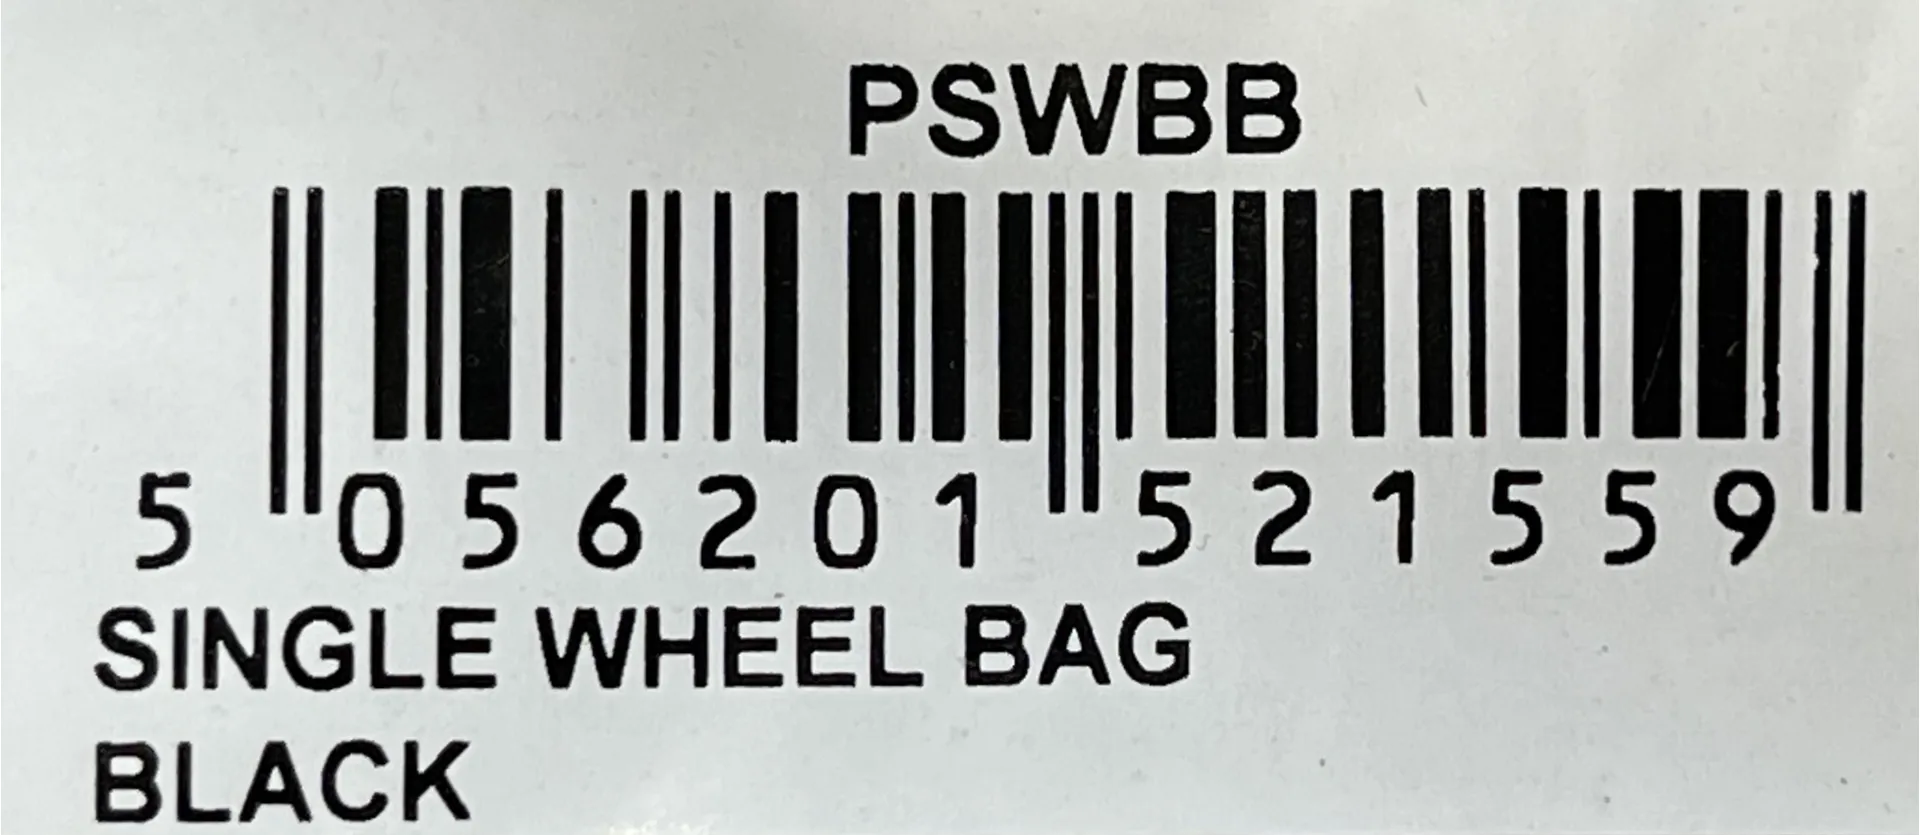 PSWBB
5 056201 521559
SINGLE WHEEL BAG
BLACK